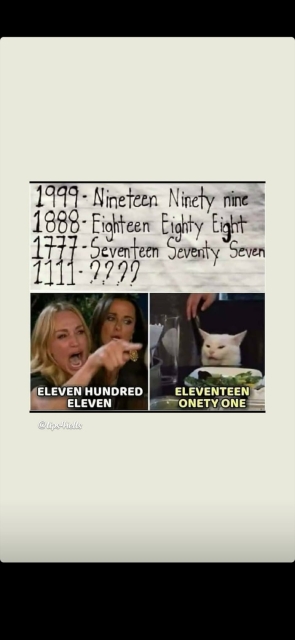 1999 - Nineteen Ninety nine
1888 - Eighteen Eighty Eight
1777 - Seventeen Seventy Seven
1111 - ????
ELEVEN HUNDRED
ELEVEN
ELEVENTEEN
ONETY ONE